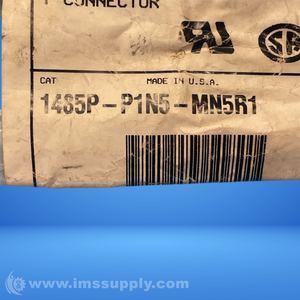 T CONNECTOR
CAT
MADE IN U.S.A.
1485P-P1N5-MN5R1
www.imssupply.com